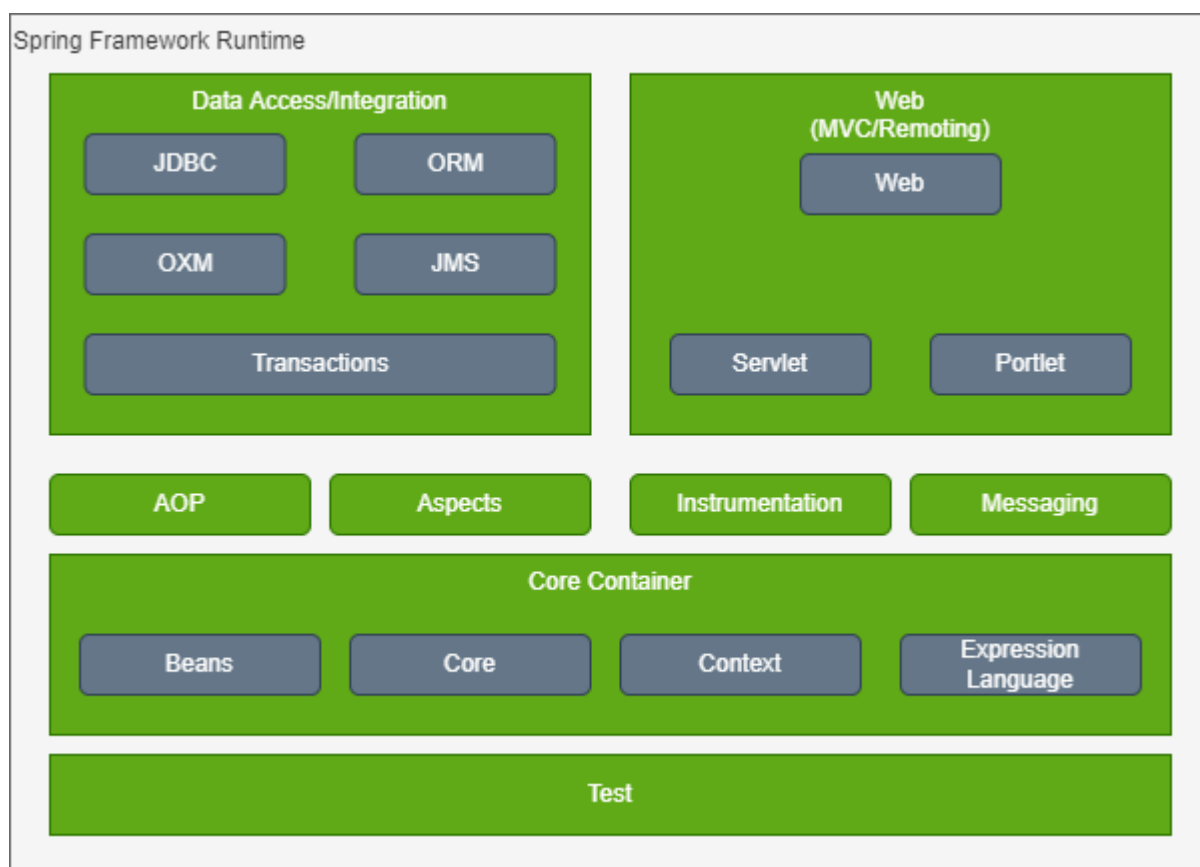 Spring Framework Runtime
Data Access/Integration
JDBC
ORM
OXM
JMS
Transactions
Web
(MVC/Remoting)
Web
Servlet
Portlet
AOP
Aspects
Instrumentation
Messaging
Core Container
Beans
Core
Context
Expression
Language
Test